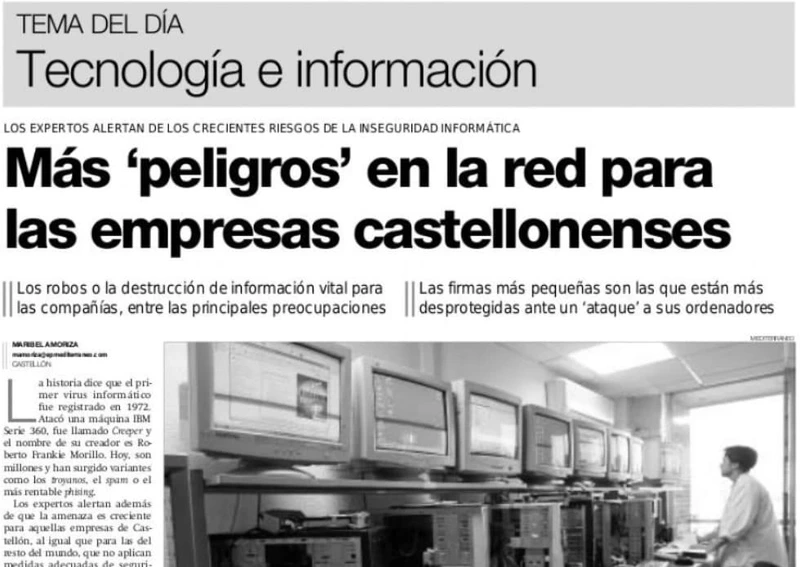 TEMA DEL DÍA
Tecnología e información
LOS EXPERTOS ALERTAN DE LOS CRECIENTES RIESGOS DE LA INSEGURIDAD INFORMÁTICA
Más ‘peligros’ en la red para
las empresas castellonenses
Los robos o la destrucción de información vital para
las compañías, entre las principales preocupaciones
Las firmas más pequeñas son las que están más
desprotegidas ante un ‘ataque’ a sus ordenadores
MEDITERRÁNEO
MARIBEL AMORIZA
mamoriza@epmediterraneo.com
CASTELLÓN
La historia dice que el pri-
mer virus informático
fue registrado en 1972.
Atacó una máquina IBM
Serie 360, fue llamado Creeper y
el nombre de su creador es Ro-
berto Frankie Morillo. Hoy, son
millones y han surgido variantes
como los troyanos, el spam o el
más rentable phising.
Los expertos alertan además
de que la amenaza es creciente
para aquellas empresas de Cas-
tellón, al igual que para las del
resto del mundo, que no aplican
medidas adecuadas de seguri-